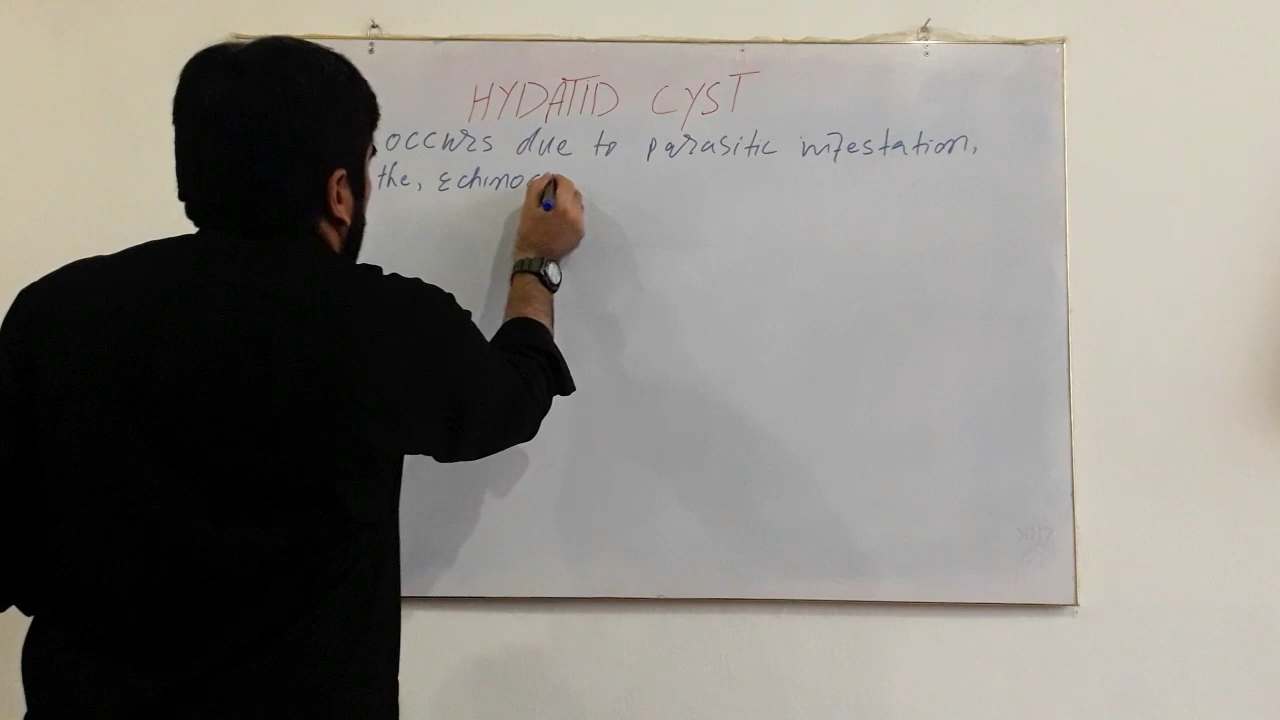 HYDATID CYST
occurs due to parasitic infestation,
the, Echinoc